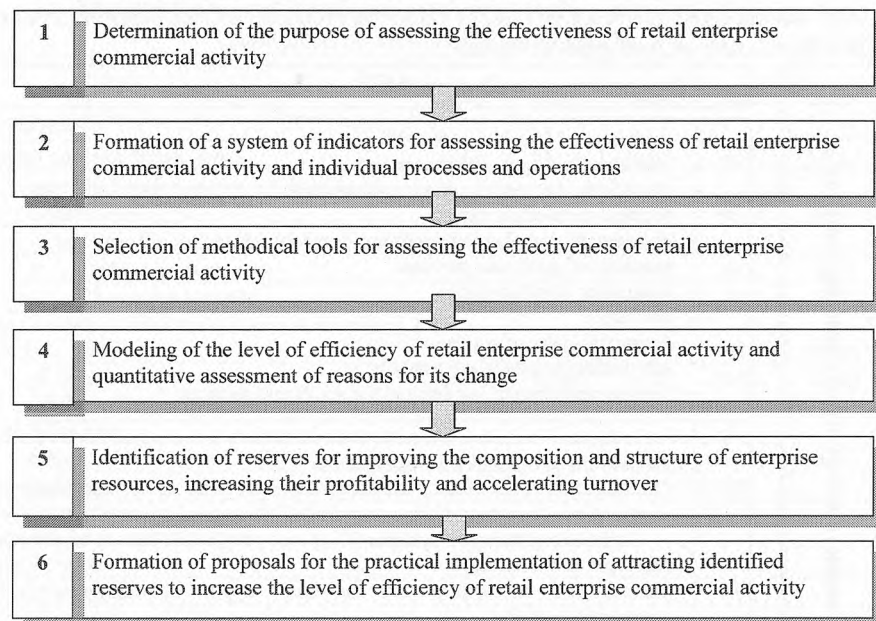 1 Determination of the purpose of assessing the effectiveness of retail enterprise
commercial activity
2 Formation of a system of indicators for assessing the effectiveness of retail enterprise
commercial activity and individual processes and operations
3 Selection of methodical tools for assessing the effectiveness of retail enterprise
commercial activity
4 Modeling of the level of efficiency of retail enterprise commercial activity and
quantitative assessment of reasons for its change
5 Identification of reserves for improving the composition and structure of enterprise
resources, increasing their profitability and accelerating turnover
6 Formation of proposals for the practical implementation of attracting identified
reserves to increase the level of efficiency of retail enterprise commercial activity